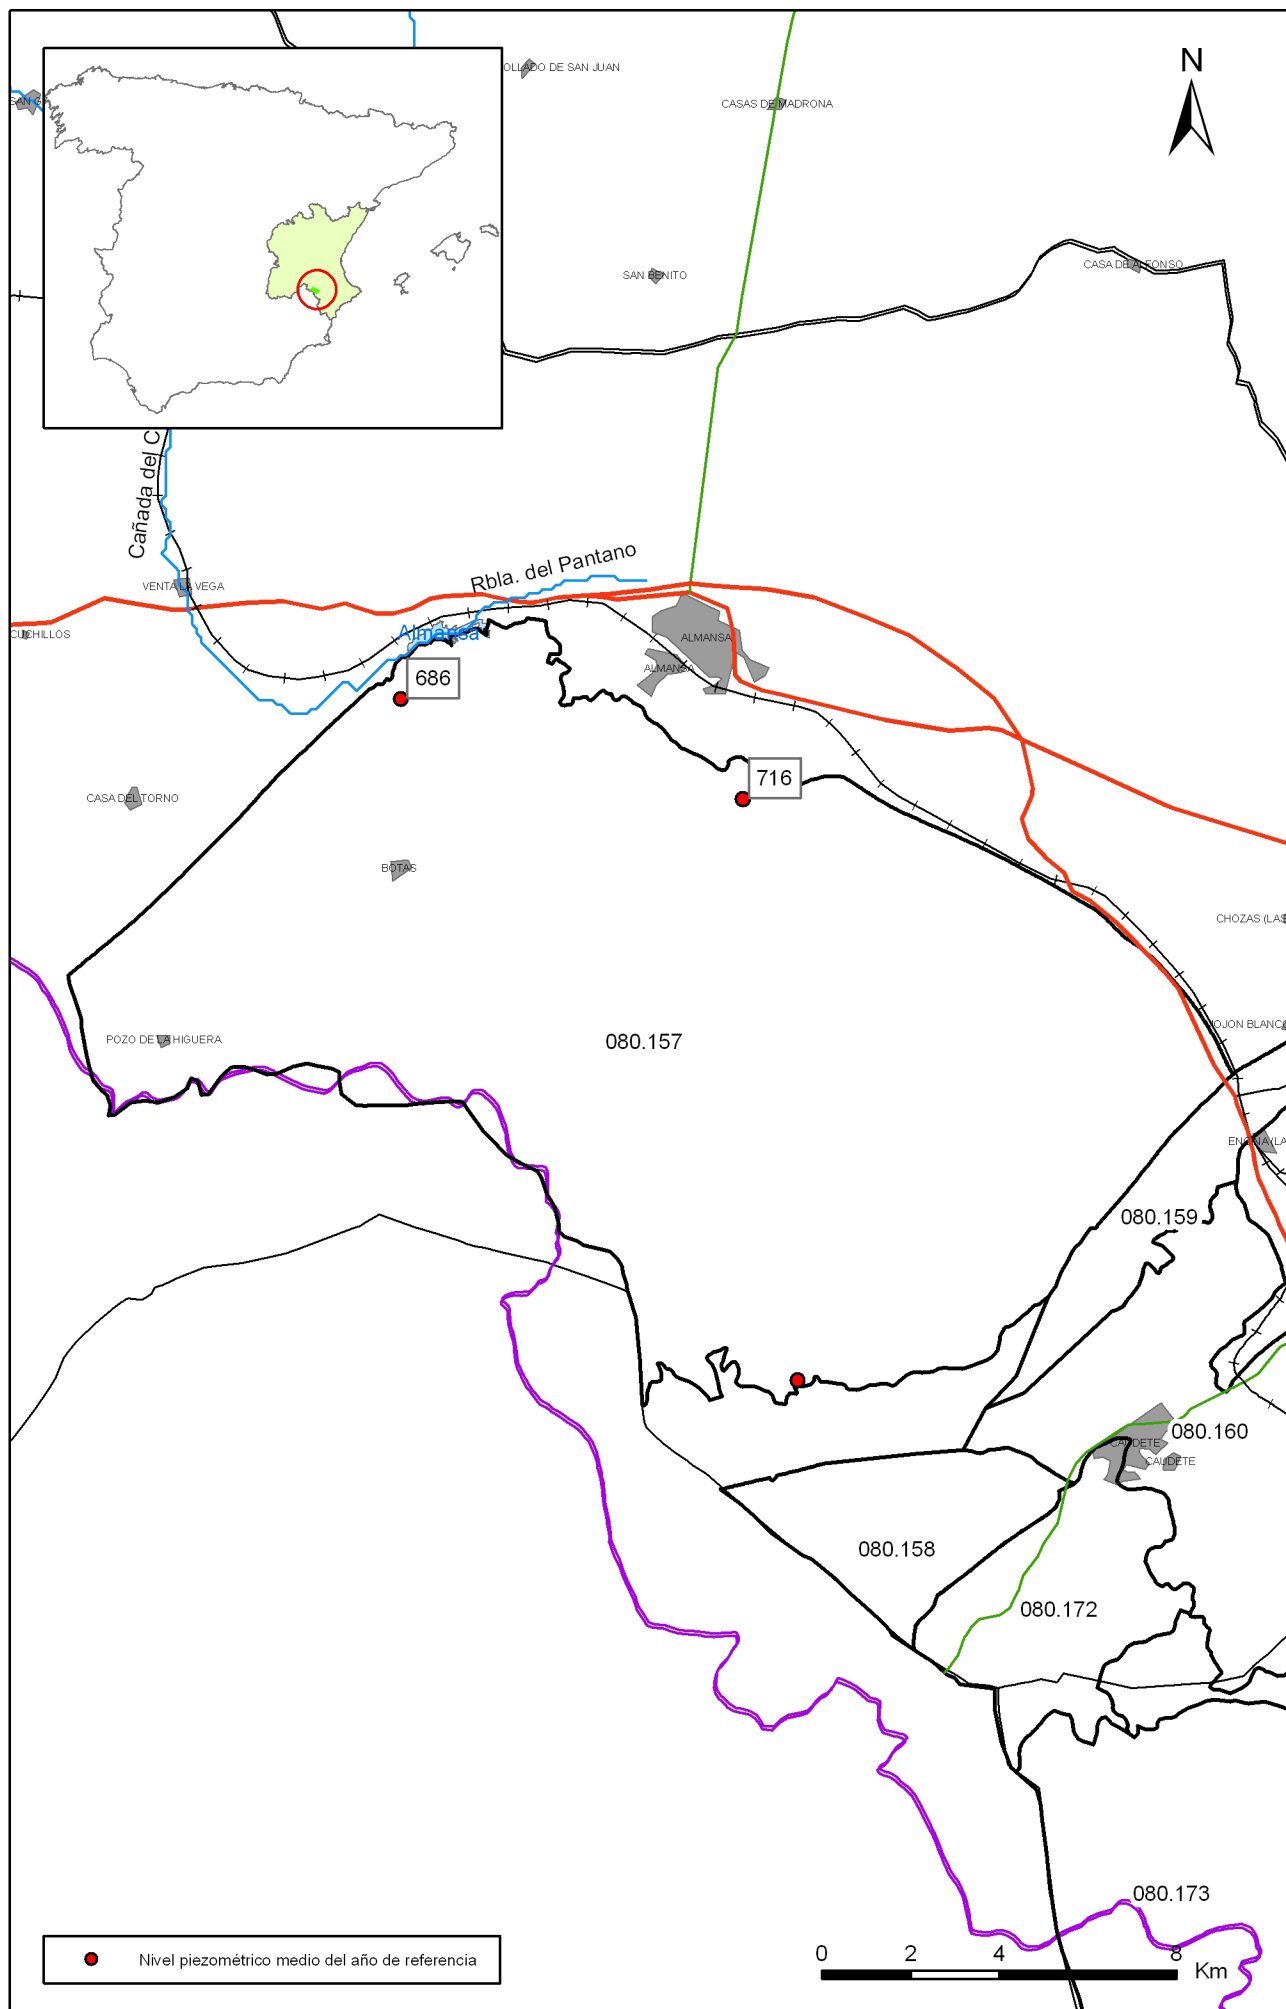 OLLADO DE SAN JUAN
N
SAN G
CASAS DE MADRONA
CASA DE ALFONSO
SAN BENITO
Cañada del C
Rbla. del Pantano
VENTA LA VEGA
CUCHILLOS
Almansa
ALMANSA
ALMANSA
686
716
CASA DEL TORNO
BOTAS
CHOZAS (LAS
OJON BLANCO
POZO DE LA HIGUERA
080.157
080.159
080.160
CAUDETE
CAUDETE
080.158
080.172
080.173
0 2 4 8
Km
Nivel piezométrico medio del año de referencia